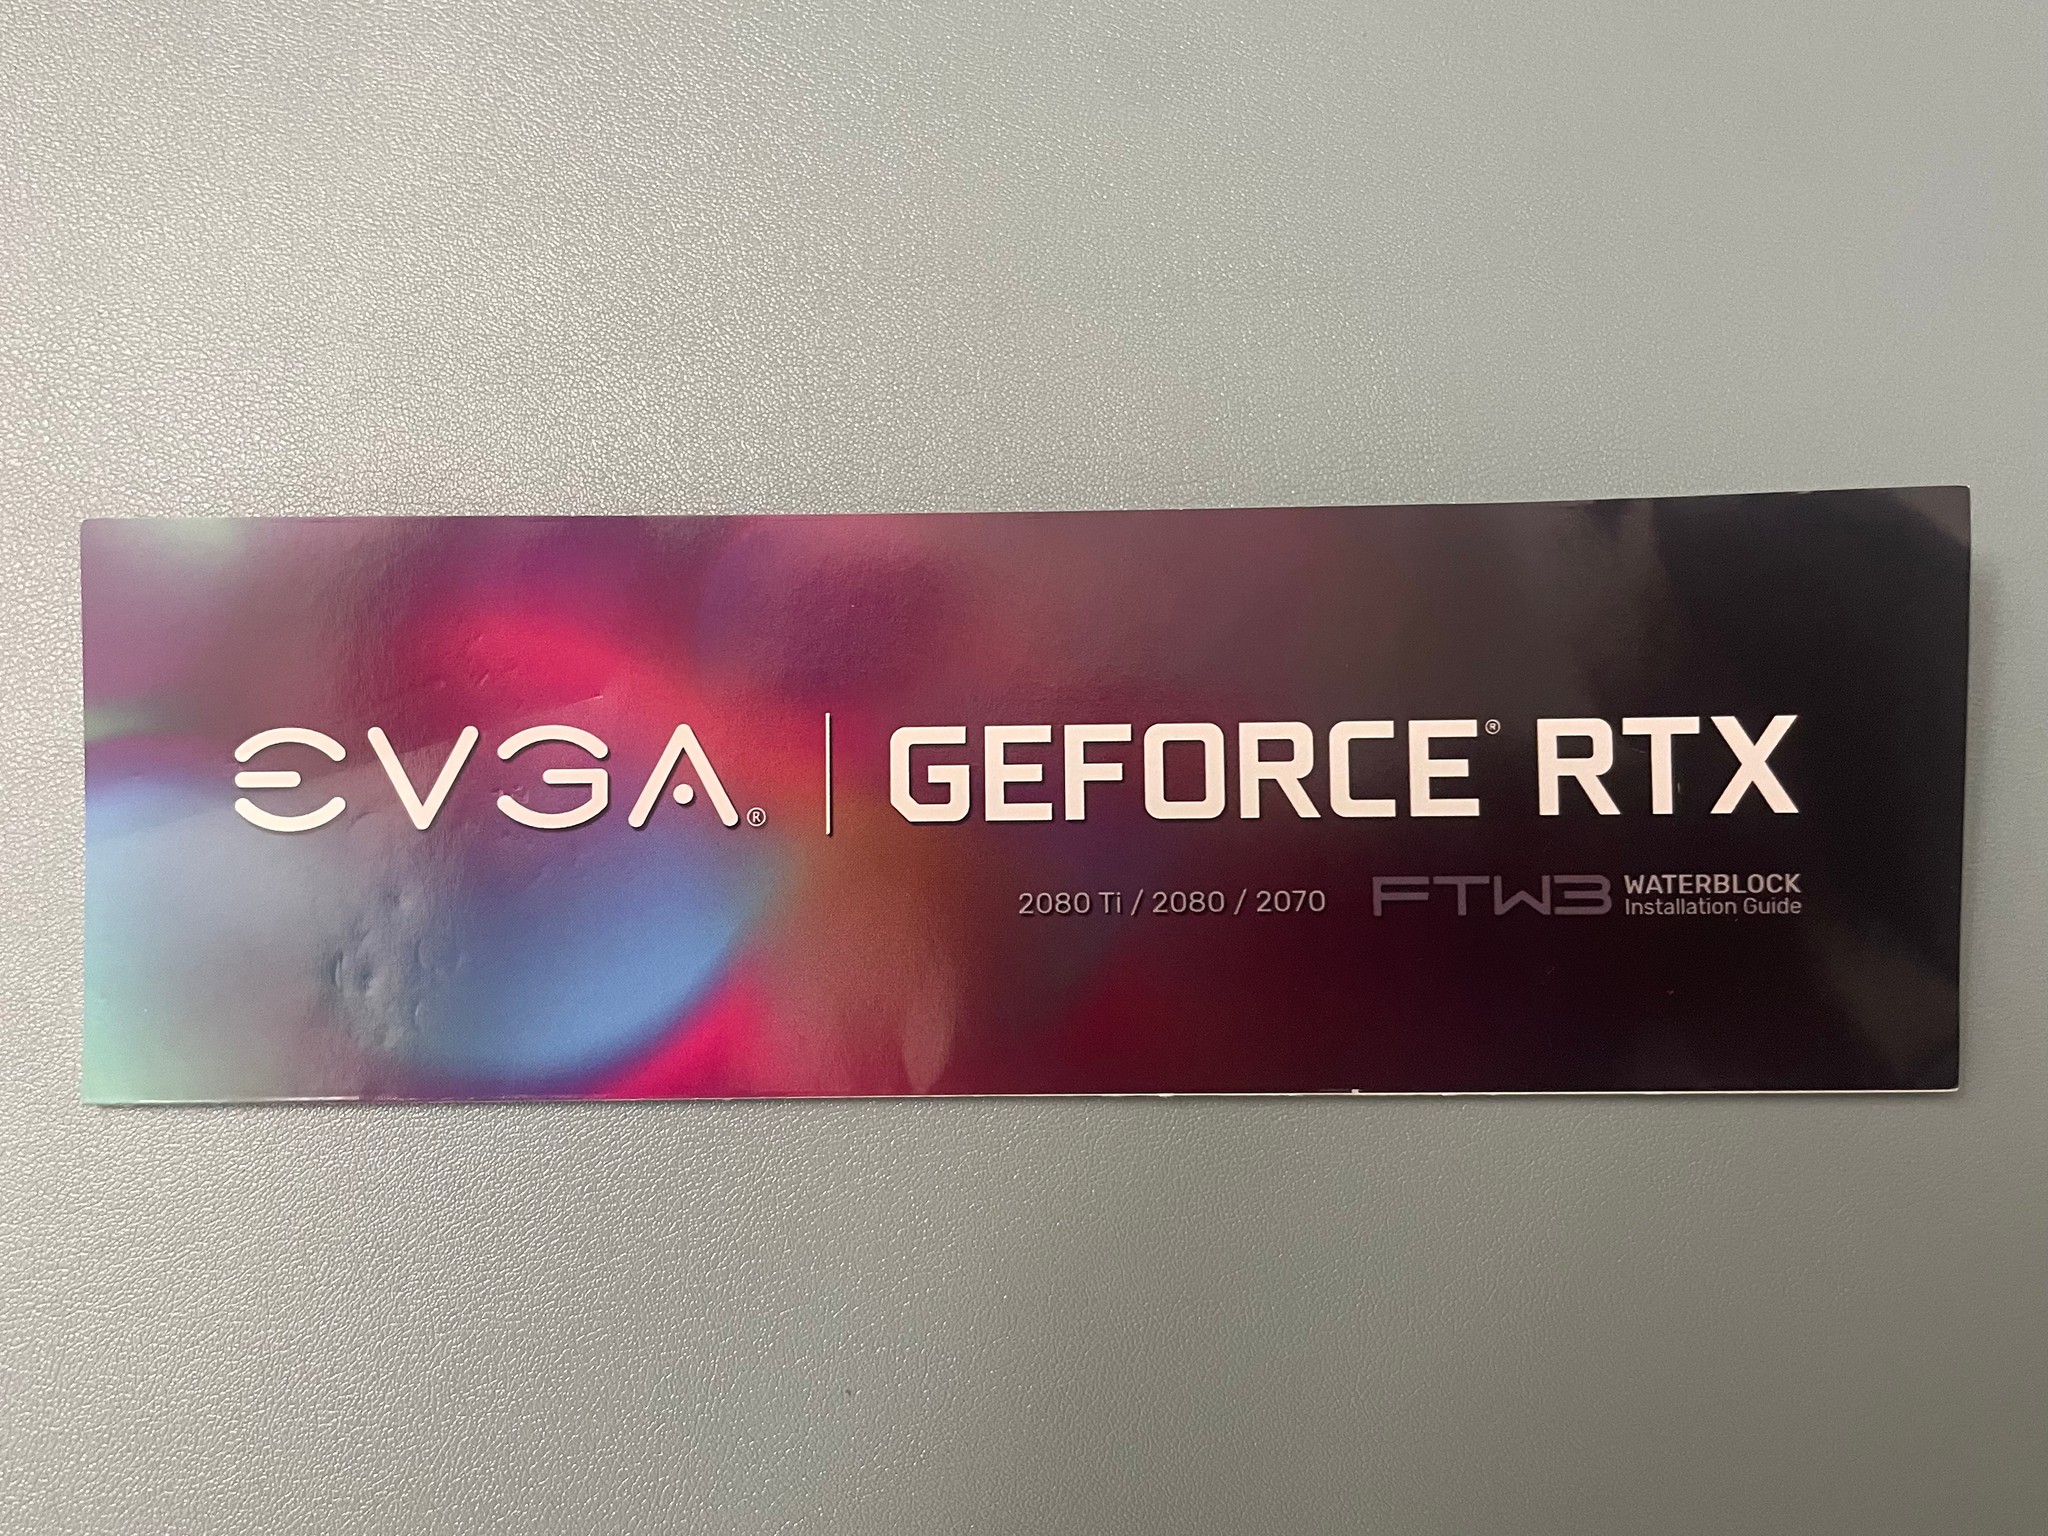 EVGA® | GEFORCE® RTX
2080 Ti / 2080 / 2070 FTW3 WATERBLOCK
Installation Guide